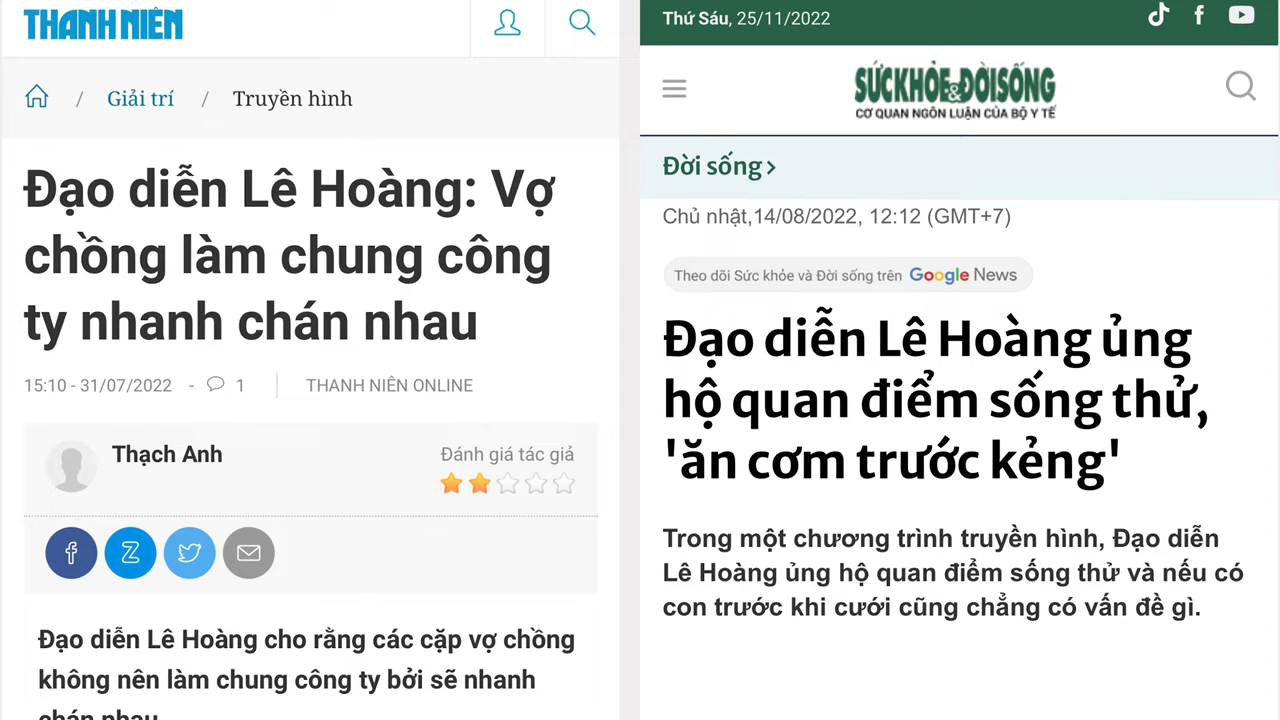 THANH NIÊN
Giải trí / Truyền hình
Đạo diễn Lê Hoàng: Vợ
chồng làm chung công
ty nhanh chán nhau
15:10 - 31/07/2022 - 1 THANH NIÊN ONLINE
Thạch Anh
Đánh giá tác giả
Đạo diễn Lê Hoàng cho rằng các cặp vợ chồng
không nên làm chung công ty bởi sẽ nhanh
chán nhau
Thứ Sáu, 25/11/2022
SỨC KHỎE & ĐỜI SỐNG
CƠ QUAN NGÔN LUẬN CỦA BỘ Y TẾ
Đời sống >
Chủ nhật,14/08/2022, 12:12 (GMT+7)
Theo dõi Sức khỏe và Đời sống trên Google News
Đạo diễn Lê Hoàng ủng
hộ quan điểm sống thử,
'ăn cơm trước kẻng'
Trong một chương trình truyền hình, Đạo diễn
Lê Hoàng ủng hộ quan điểm sống thử và nếu có
con trước khi cưới cũng chẳng có vấn đề gì.